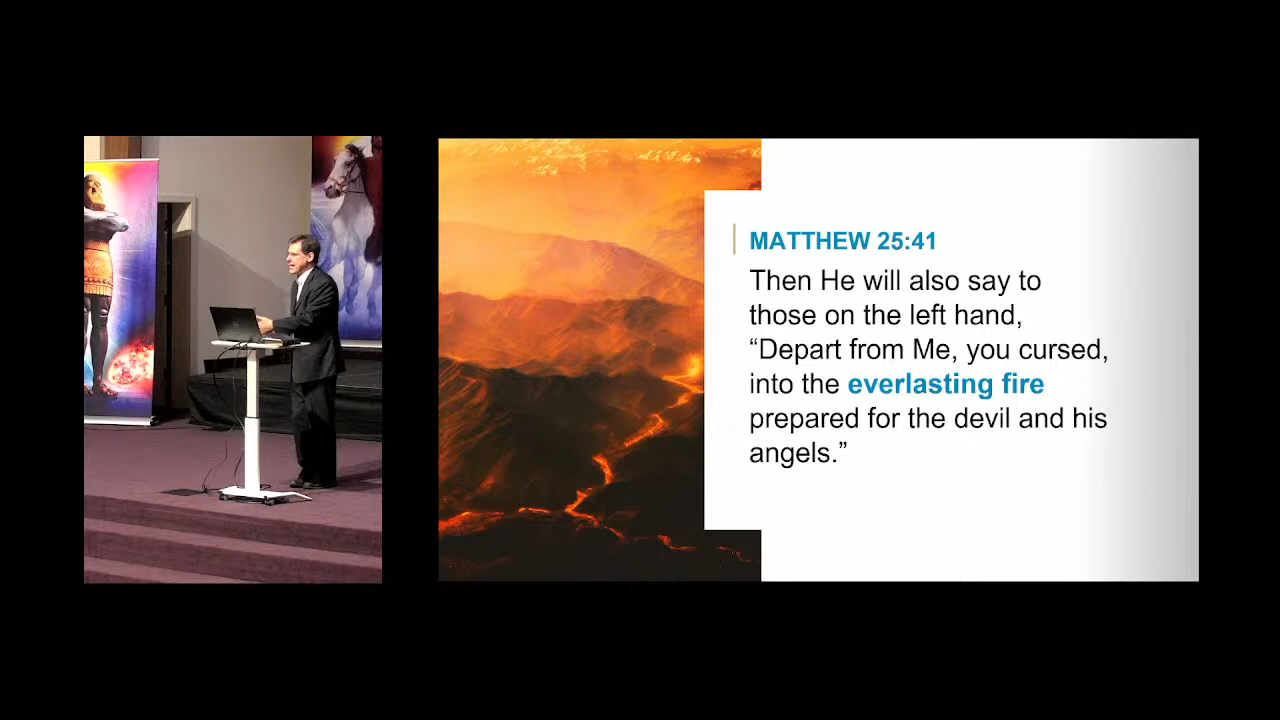 MATTHEW 25:41
Then He will also say to
those on the left hand,
“Depart from Me, you cursed,
into the everlasting fire
prepared for the devil and his
angels.”